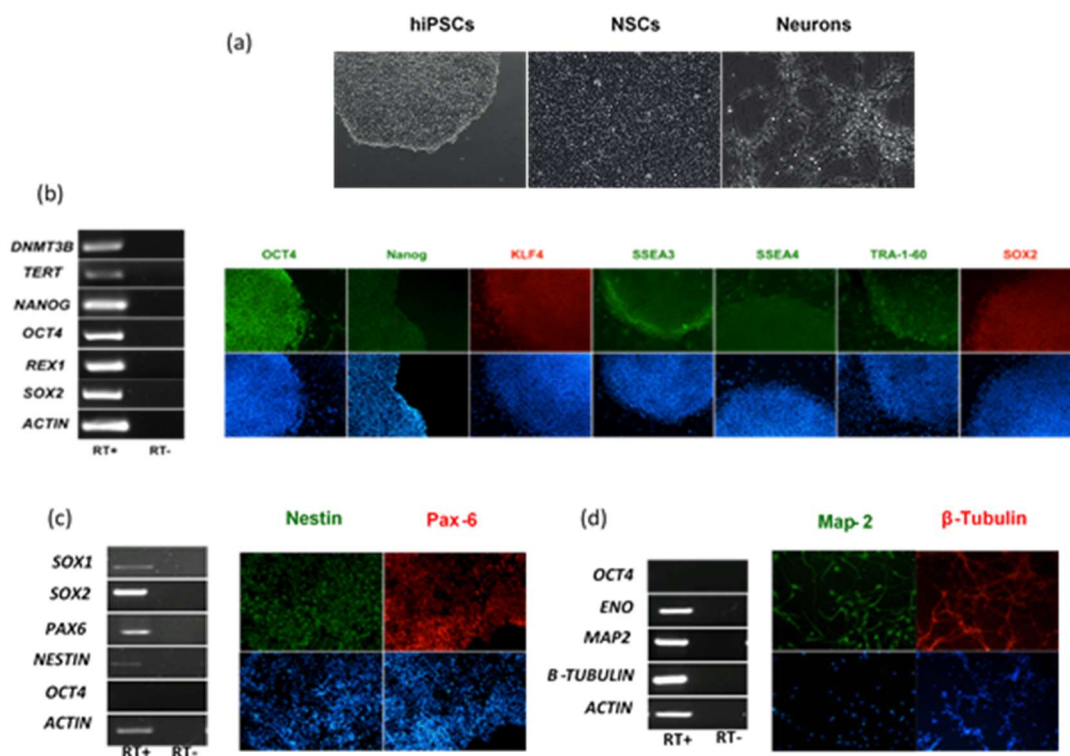 hiPSCs NSCs Neurons
(a)
(b)
DNMT3B
TERT
NANOG
OCT4
REX1
SOX2
ACTIN
RT+ RT-
OCT4 Nanog KLF4 SSEA3 SSEA4 TRA-1-60 SOX2
(c)
SOX1
SOX2
PAX6
NESTIN
OCT4
ACTIN
RT+ RT-
Nestin Pax-6
(d)
OCT4
ENO
MAP2
B-TUBULIN
ACTIN
RT+ RT-
Map-2 β-Tubulin